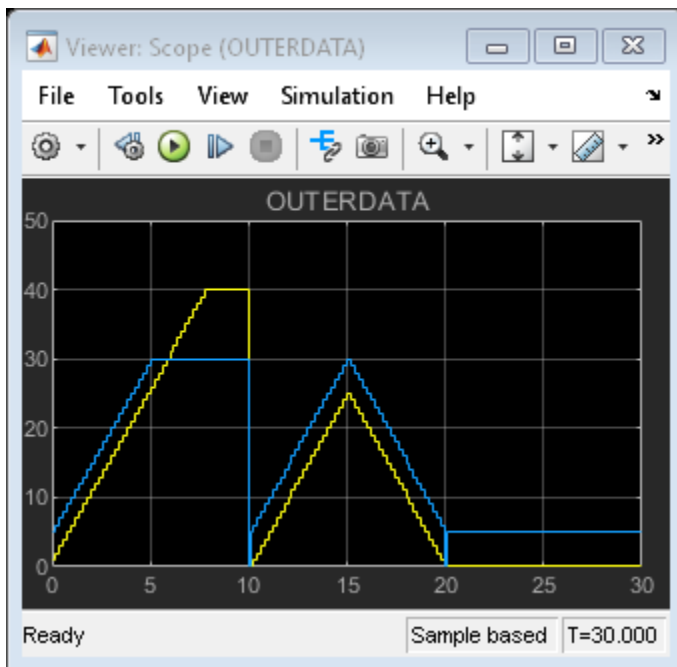 Viewer: Scope (OUTERDATA)
File Tools View Simulation Help
OUTERDATA
50
40
30
20
10
0
0 5 10 15 20 25 30
Ready Sample based T=30.000